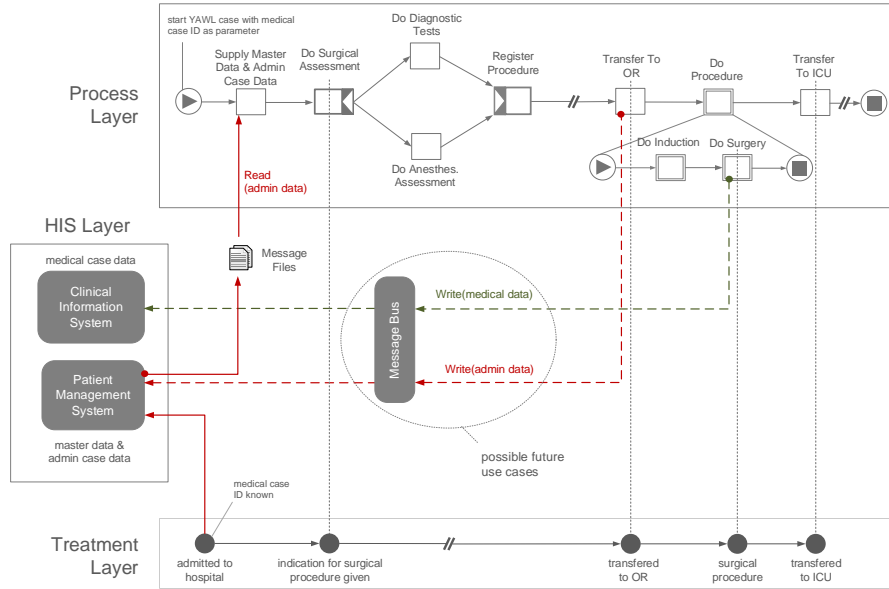 start YAWL case with medical
case ID as parameter
Process
Layer
Supply Master
Data & Admin
Case Data
Do Surgical
Assessment
Do Diagnostic
Tests
Do Anesthes.
Assessment
Register
Procedure
Transfer To
OR
Do
Procedure
Transfer
To ICU
Do Induction
Do Surgery
Read
(admin data)
HIS Layer
medical case data
Clinical
Information
System
Message
Files
Patient
Management
System
master data &
admin case data
Message Bus
Write(medical data)
Write(admin data)
possible future
use cases
medical case
ID known
Treatment
Layer
admitted to
hospital
indication for surgical
procedure given
transfered
to OR
surgical
procedure
transfered
to ICU